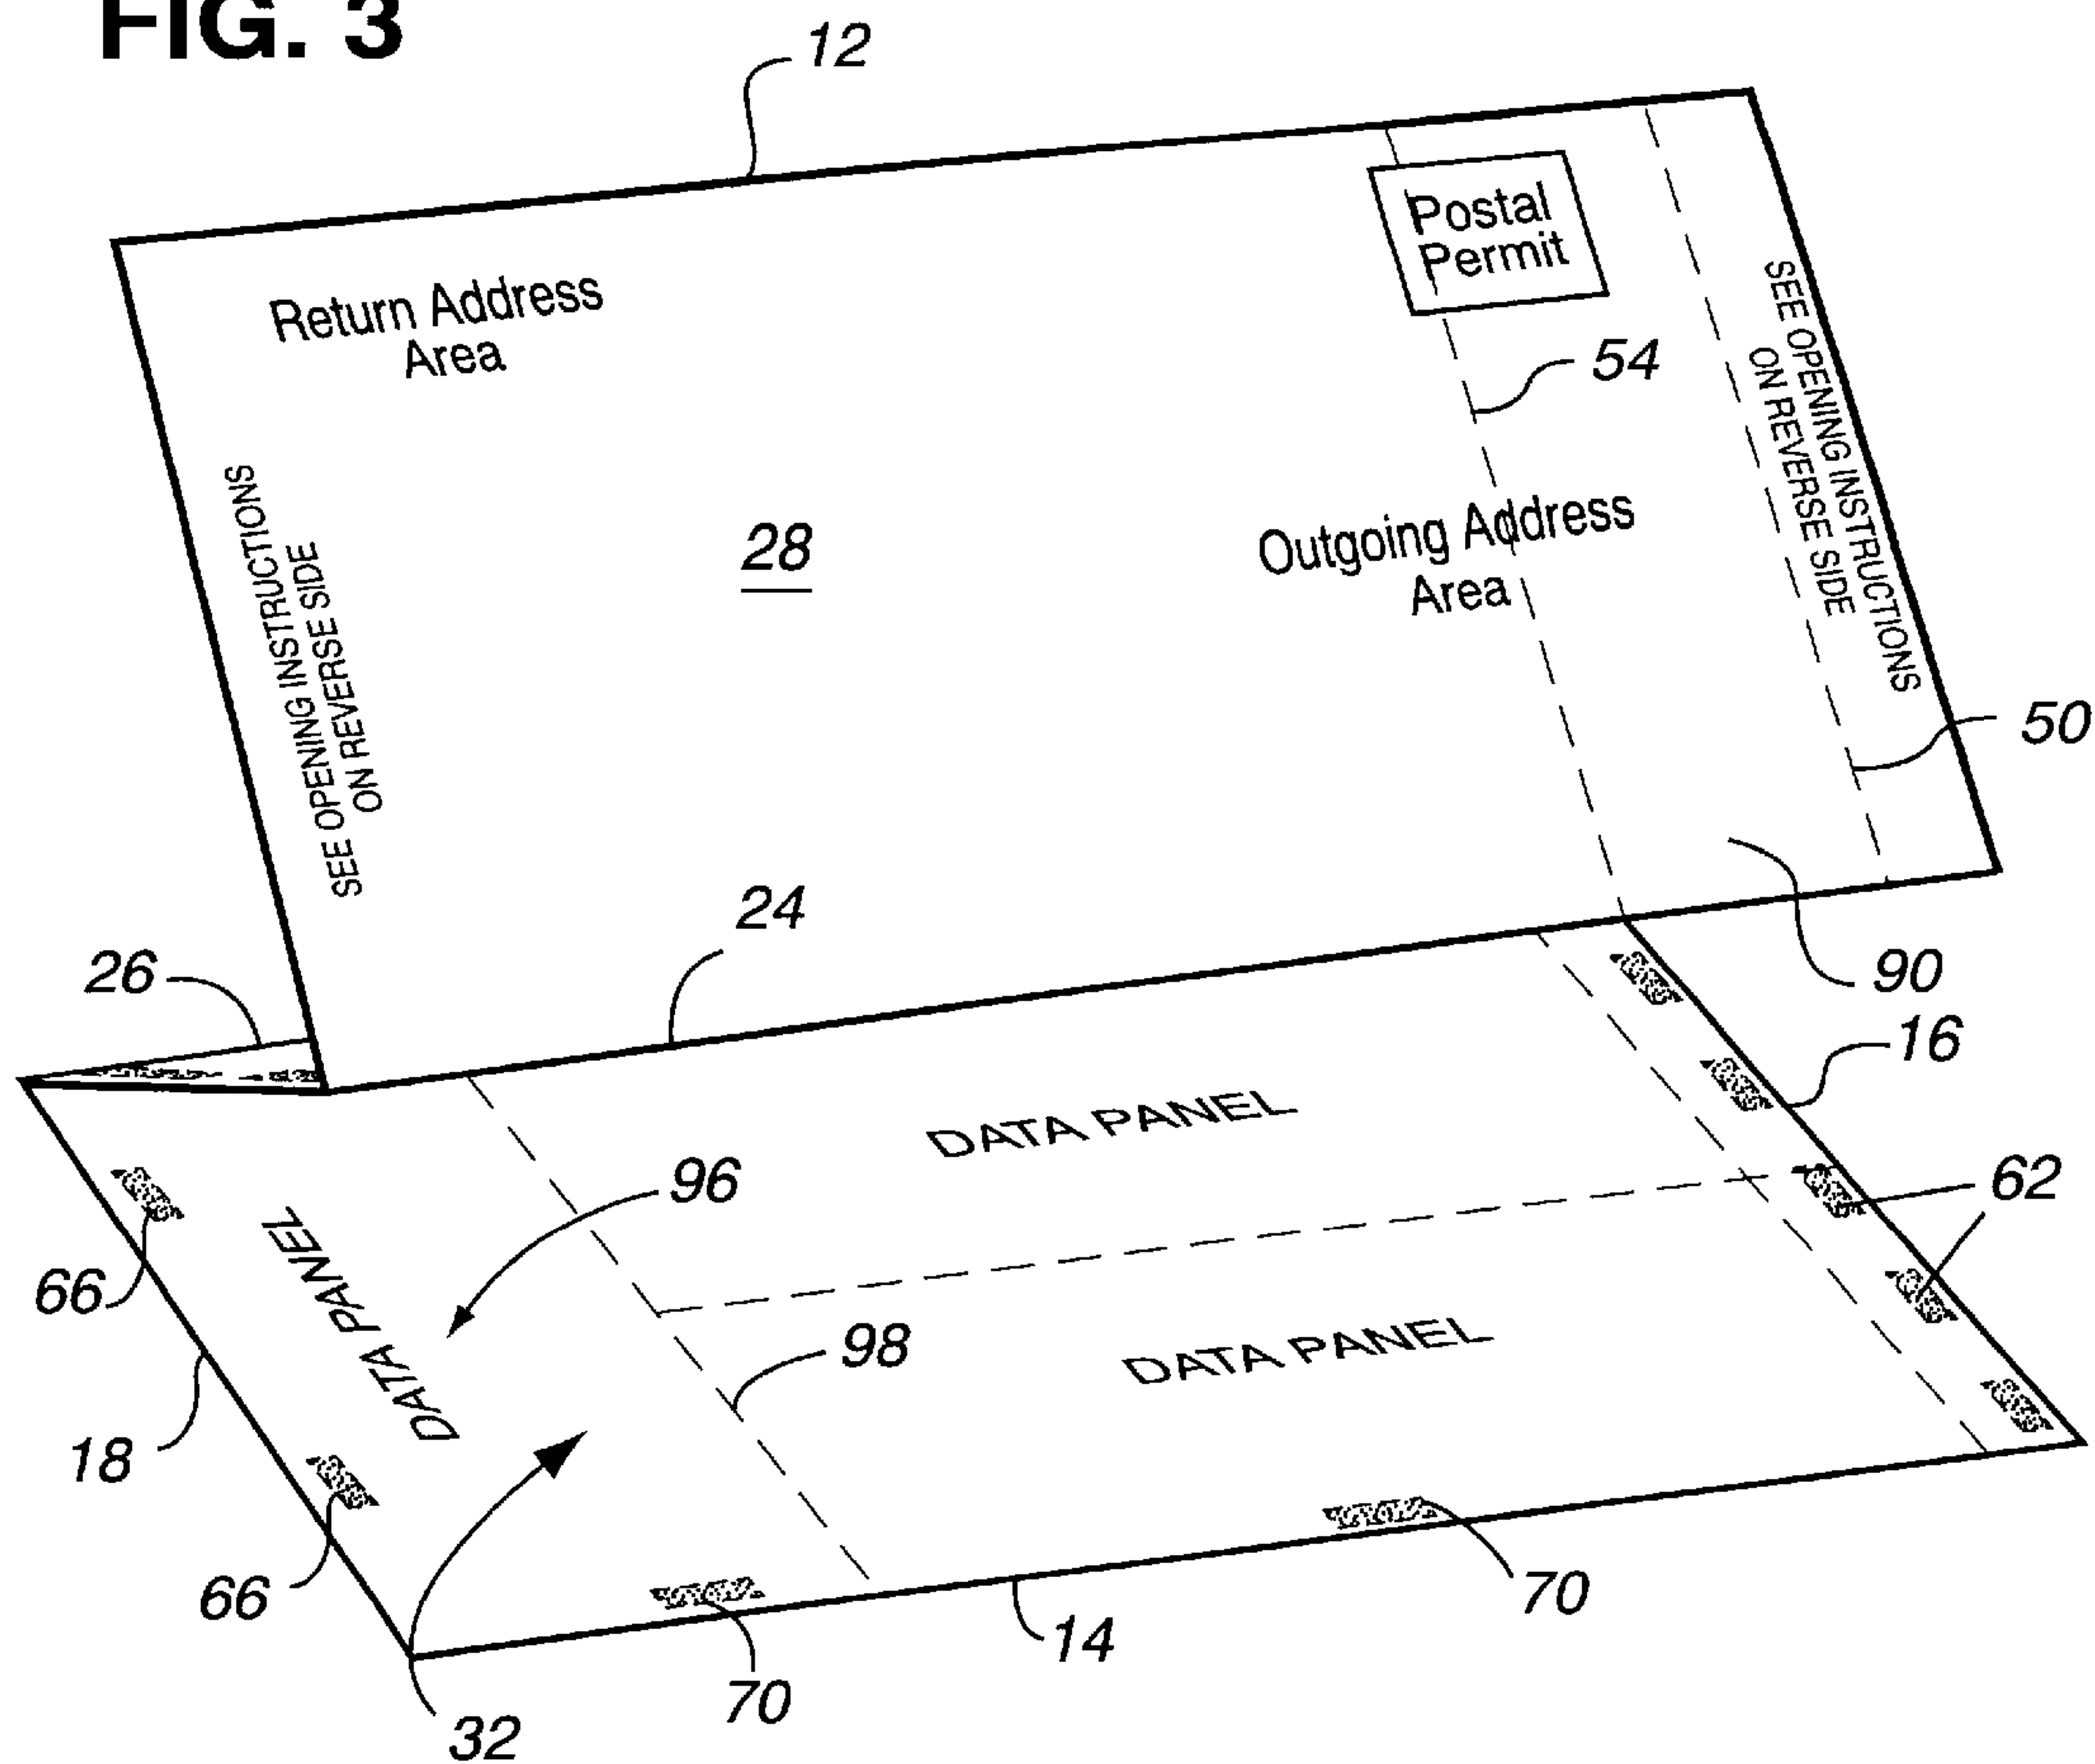 FIG. 3
12
Postal
Permit
Return Address
Area
54
SEE OPENING INSTRUCTIONS
ON REVERSE SIDE
28
Outgoing Address
Area
SEE OPENING INSTRUCTIONS
ON REVERSE SIDE
50
24
26
90
16
DATA PANEL
96
62
DATA PANEL
66
98
DATA PANEL
18
66
70
14
70
32